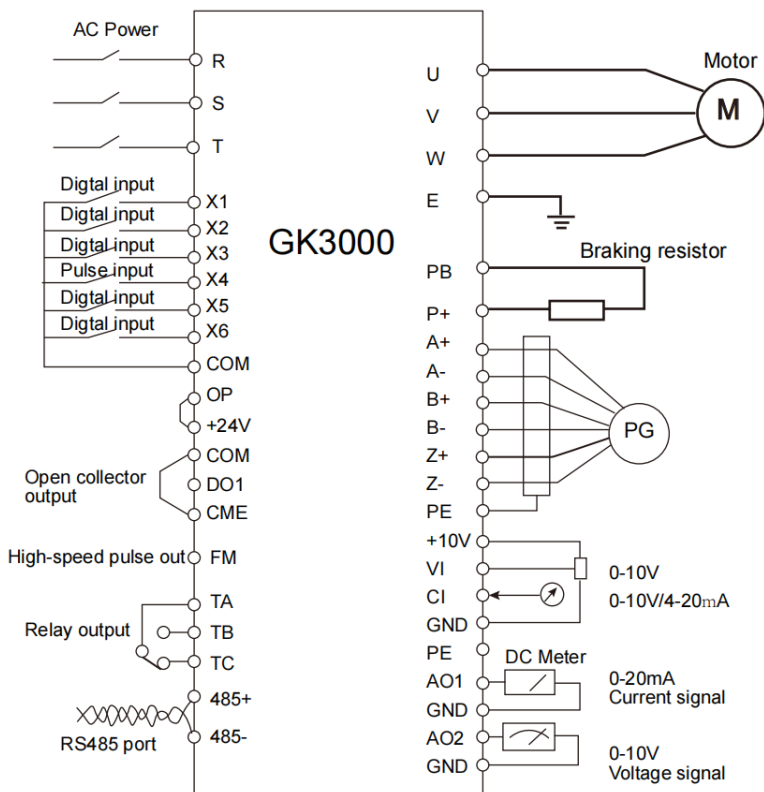 AC Power
R
S
T
Digtal input
X1
Digtal input
X2
Digtal input
X3
Pulse input
X4
Digtal input
X5
Digtal input
X6
COM
OP
+24V
COM
Open collector
output
DO1
CME
High-speed pulse out
FM
TA
Relay output
TB
TC
485+
RS485 port
485-
GK3000
U
Motor
M
V
W
E
Braking resistor
PB
P+
A+
A-
B+
B-
PG
Z+
Z-
PE
+10V
VI
0-10V
CI
0-10V/4-20mA
GND
PE
DC Meter
AO1
0-20mA
Current signal
GND
AO2
0-10V
Voltage signal
GND